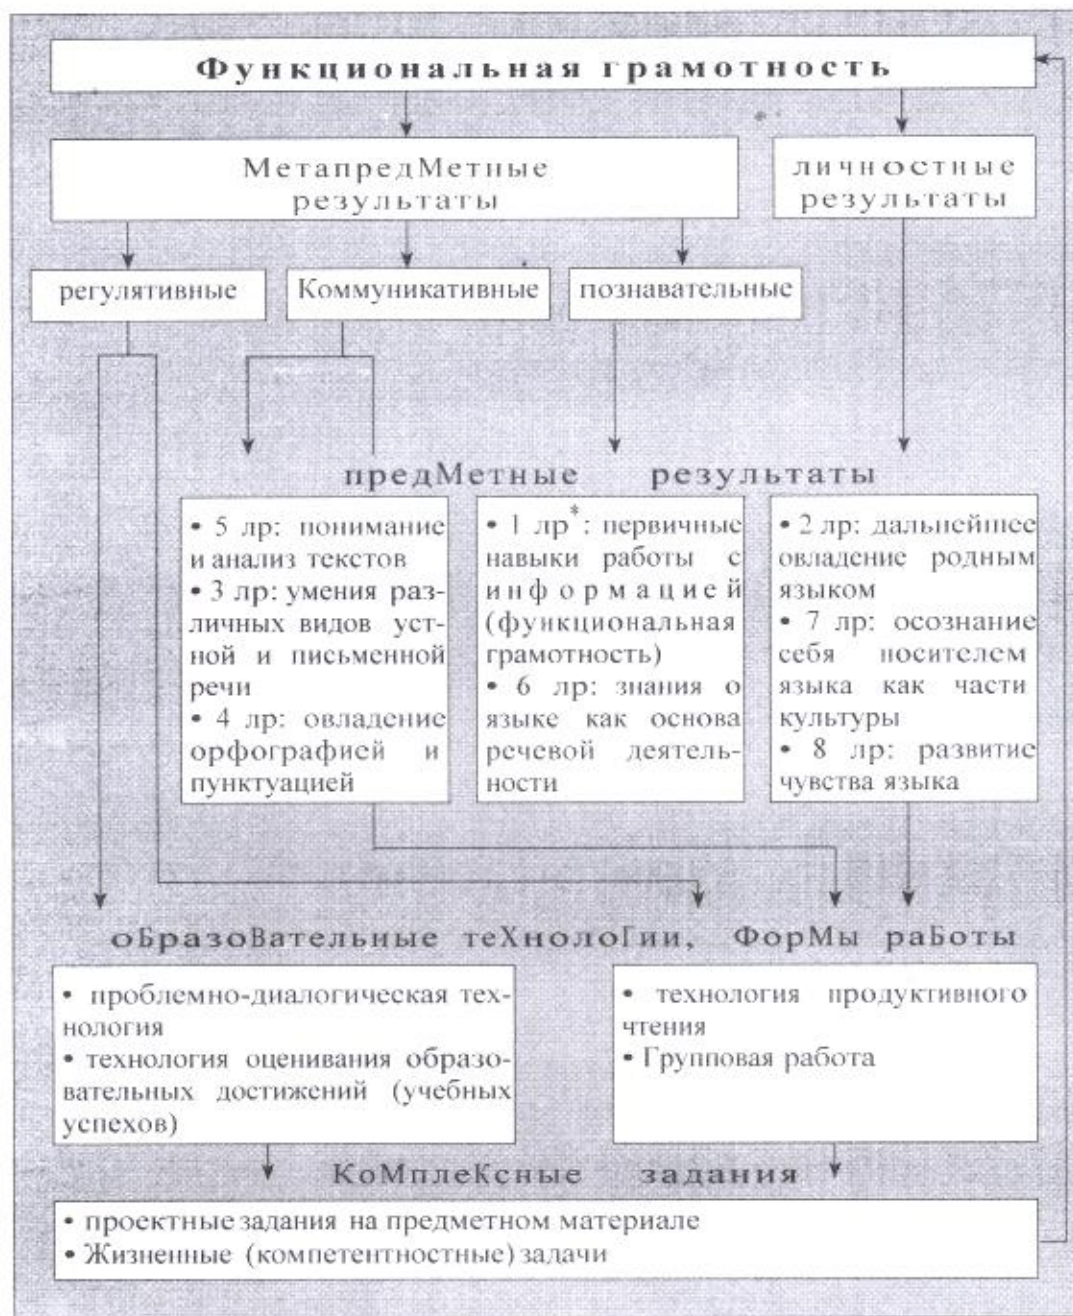 Функциональная грамотность
МетапредМетные
результаты
личностные
результаты
регулятивные
Коммуникативные
познавательные
предМетные результаты
• 5 лр: понимание
и анализ текстов
• 3 лр: умения раз-
личных видов уст-
ной и письменной
речи
• 4 лр: овладение
орфографией и
пунктуацией
• 1 лр*: первичные
навыки работы с
информацией
(функциональная
грамотность)
• 6 лр: знания о
языке как основа
речевой деятель-
ности
• 2 лр: дальнейшее
овладение родным
языком
• 7 лр: осознание
себя носителем
языка как части
культуры
• 8 лр: развитие
чувства языка
оБразоВательные теХнолоГии, ФорМы раБоты
• проблемно-диалогическая тех-
нология
• технология оценивания образо-
вательных достижений (учебных
успехов)
• технология продуктивного
чтения
• Групповая работа
КоМплеКсные задания
• проектные задания на предметном материале
• Жизненные (компетентностные) задачи